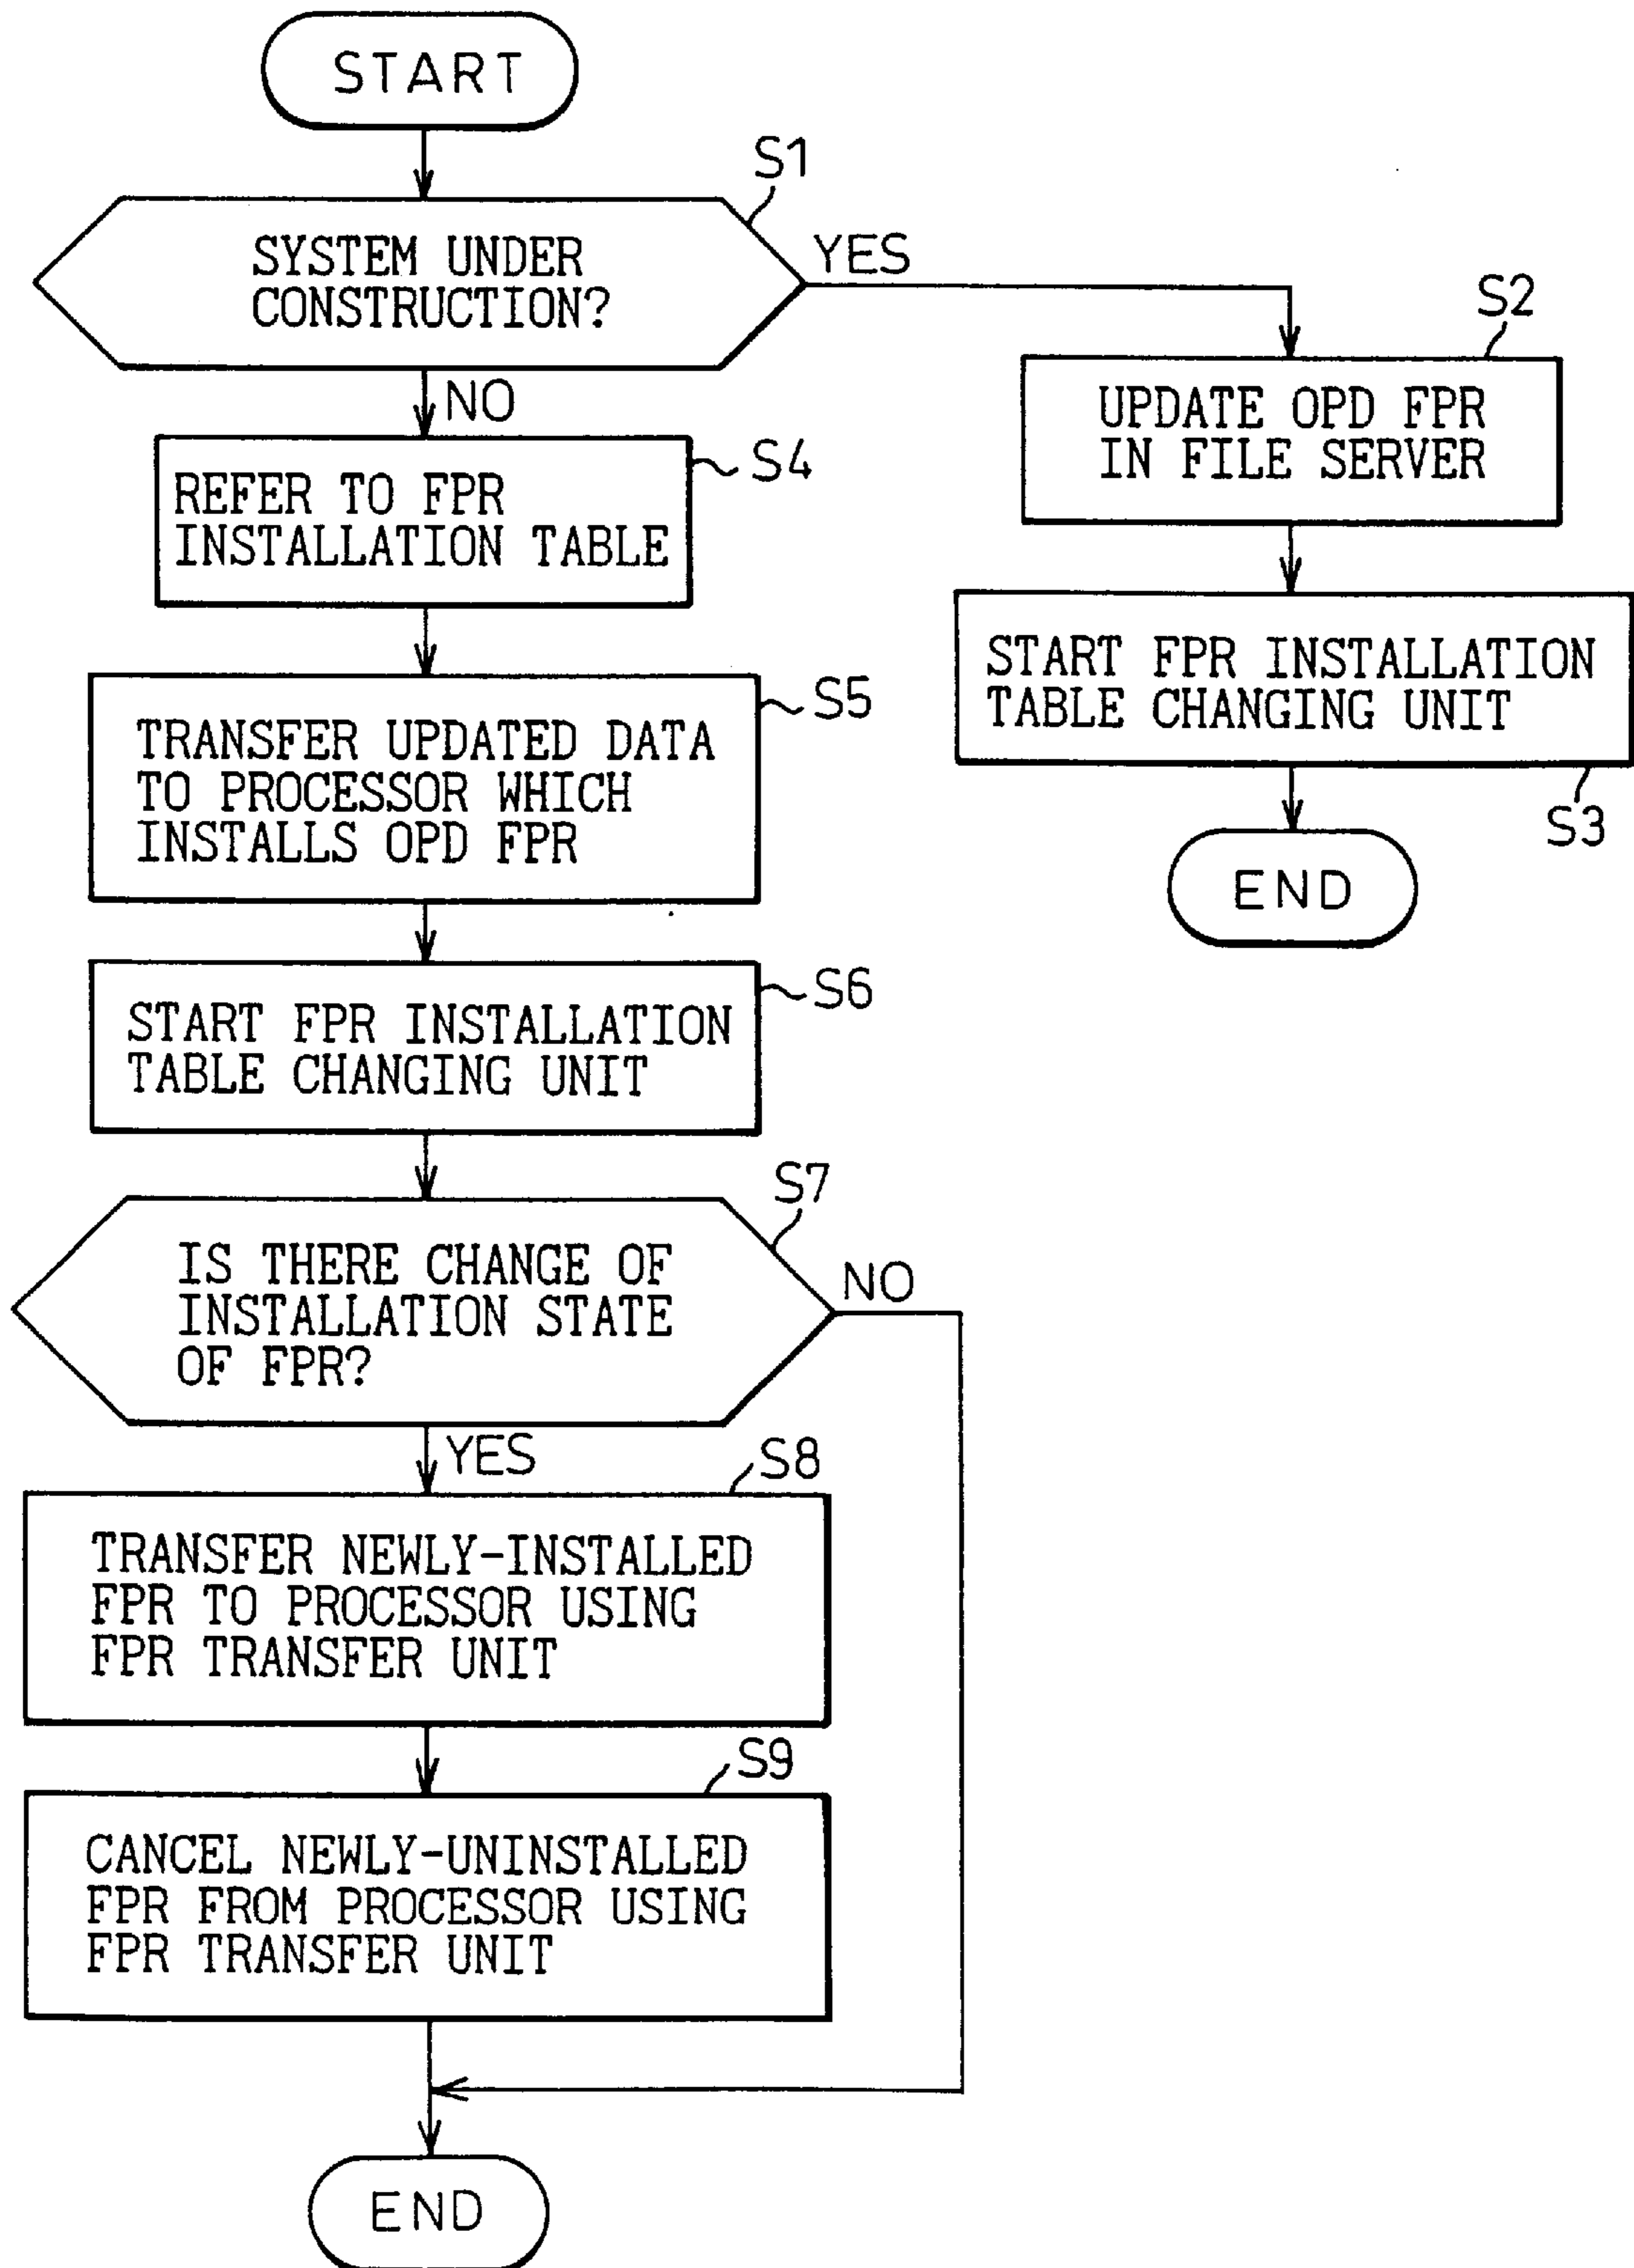 START
S1
SYSTEM UNDER
CONSTRUCTION?
YES
NO
S2
UPDATE OPD FPR
IN FILE SERVER
S4
REFER TO FPR
INSTALLATION TABLE
START FPR INSTALLATION
TABLE CHANGING UNIT
S3
END
S5
TRANSFER UPDATED DATA
TO PROCESSOR WHICH
INSTALLS OPD FPR
S6
START FPR INSTALLATION
TABLE CHANGING UNIT
S7
IS THERE CHANGE OF
INSTALLATION STATE
OF FPR?
NO
YES
S8
TRANSFER NEWLY-INSTALLED
FPR TO PROCESSOR USING
FPR TRANSFER UNIT
S9
CANCEL NEWLY-UNINSTALLED
FPR FROM PROCESSOR USING
FPR TRANSFER UNIT
END